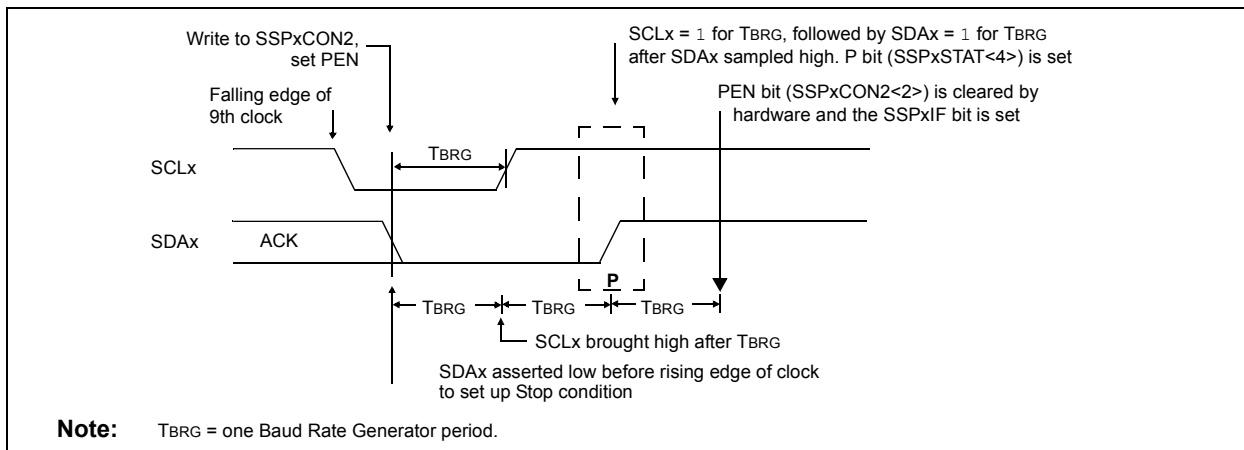 Write to SSPxCON2,
set PEN
SCLx = 1 for TBRG, followed by SDAx = 1 for TBRG
after SDAx sampled high. P bit (SSPxSTAT<4>) is set
Falling edge of
9th clock
PEN bit (SSPxCON2<2>) is cleared by
hardware and the SSPxIF bit is set
TBRG
SCLx
SDAx
ACK
P
TBRG
TBRG
TBRG
SCLx brought high after TBRG
SDAx asserted low before rising edge of clock
to set up Stop condition
Note: TBRG = one Baud Rate Generator period.